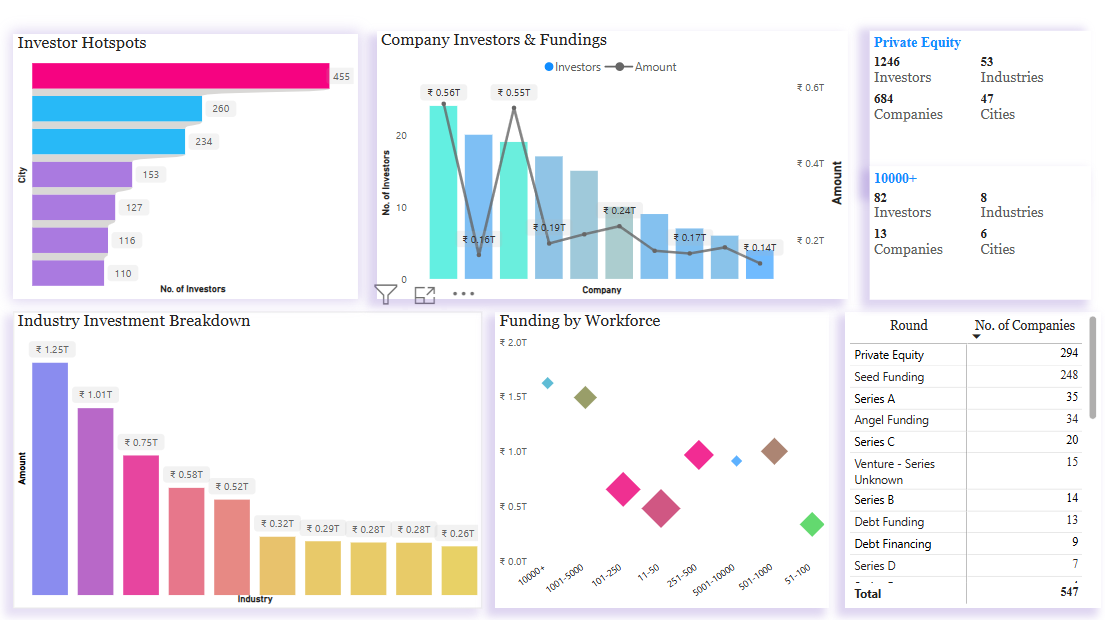 Investor Hotspots
City
455
260
234
153
127
116
110
No. of Investors
Company Investors & Fundings
Investors
Amount
No. of Investors
20
10
0
₹ 0.56T
₹ 0.16T
₹ 0.55T
₹ 0.19T
₹ 0.24T
₹ 0.17T
₹ 0.14T
₹ 0.6T
₹ 0.4T
₹ 0.2T
Amount
Company
Private Equity
1246 53
Investors Industries
684 47
Companies Cities
10000+
82 8
Investors Industries
13 6
Companies Cities
Industry Investment Breakdown
Amount
₹ 1.25T
₹ 1.01T
₹ 0.75T
₹ 0.58T
₹ 0.52T
₹ 0.32T
₹ 0.29T
₹ 0.28T
₹ 0.28T
₹ 0.26T
Industry
Funding by Workforce
₹ 2.0T
₹ 1.5T
₹ 1.0T
₹ 0.5T
₹ 0.0T
10000+
1001-5000
101-250
11-50
251-500
5001-10000
501-1000
51-100
Round No. of Companies
Private Equity 294
Seed Funding 248
Series A 35
Angel Funding 34
Series C 20
Venture - Series 15
Unknown
Series B 14
Debt Funding 13
Debt Financing 9
Series D 7
Total 547